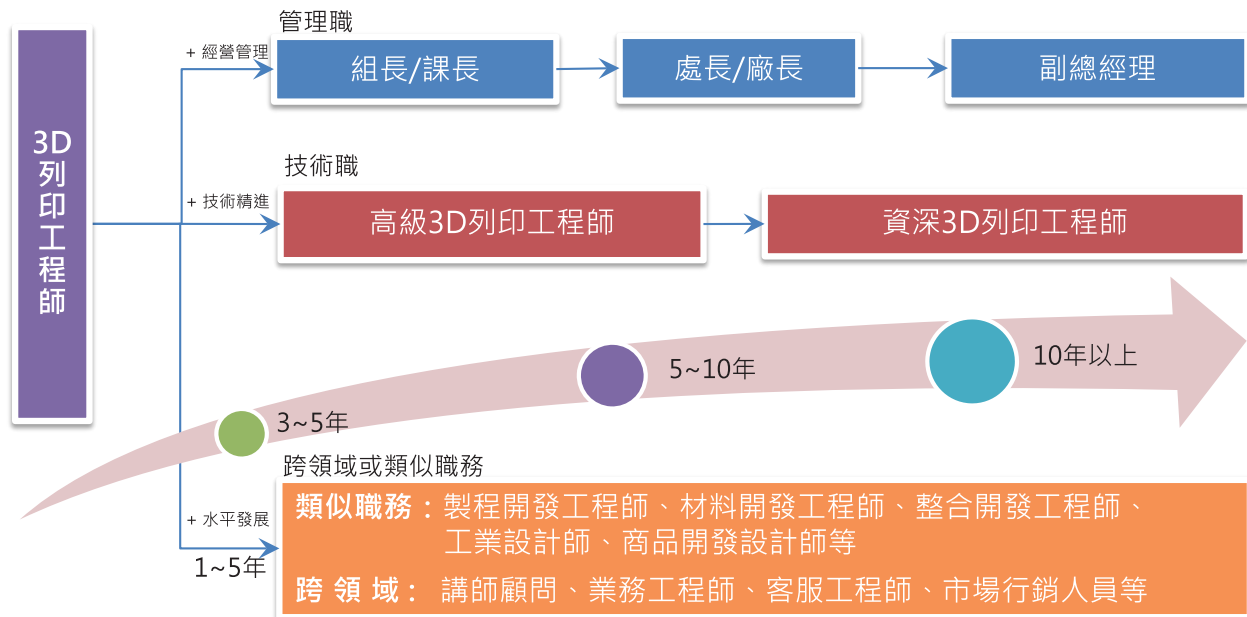 3D列印工程師
管理職
+ 經營管理
組長/課長
處長/廠長
副總經理
技術職
+ 技術精進
高級3D列印工程師
資深3D列印工程師
3~5年
5~10年
10年以上
跨領域或類似職務
+ 水平發展
1~5年
類似職務：製程開發工程師、材料開發工程師、整合開發工程師、
工業設計師、商品開發設計師等
跨 領 域： 講師顧問、業務工程師、客服工程師、市場行銷人員等